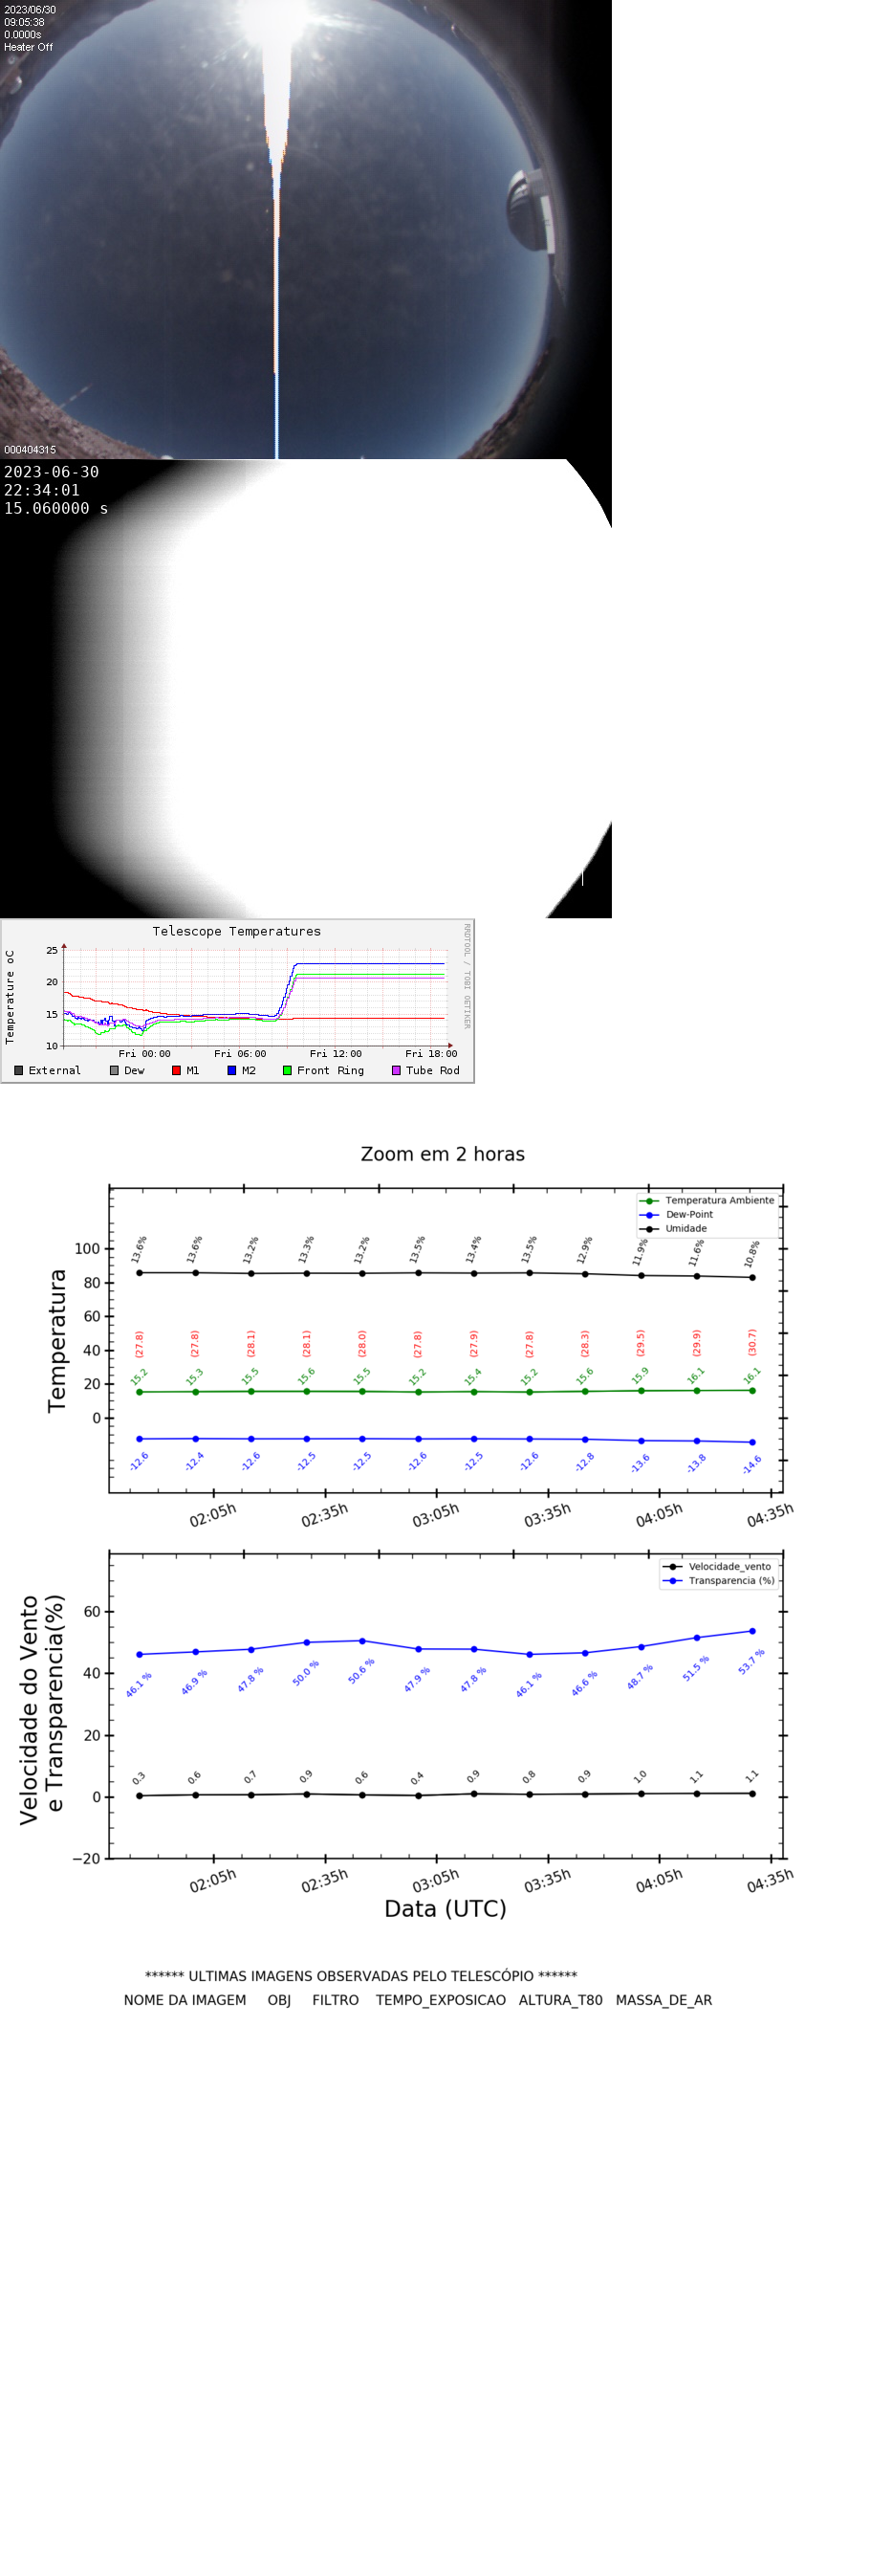 2023/06/30
09:05:38
0.0000s
Heater Off
000404315
2023-06-30
22:34:01
15.060000 s
Telescope Temperatures
RRDTOOL / TOBI OETIKER
Temperature oC
25
20
15
10
Fri 00:00 Fri 06:00 Fri 12:00 Fri 18:00
External Dew M1 M2 Front Ring Tube Rod
Zoom em 2 horas
Temperatura Ambiente
Dew-Point
Umidade
Temperatura
100
80
60
40
20
0
13.6% 13.6% 13.2% 13.3% 13.2% 13.5% 13.4% 13.5% 12.9% 11.9% 11.6% 10.8%
(27.8) (27.8) (28.1) (28.1) (28.0) (27.8) (27.9) (27.8) (28.3) (29.5) (29.9) (30.7)
15.2 15.3 15.5 15.6 15.5 15.2 15.4 15.2 15.6 15.9 16.1 16.1
-12.6 -12.4 -12.6 -12.5 -12.5 -12.6 -12.5 -12.6 -12.8 -13.6 -13.8 -14.6
02:05h 02:35h 03:05h 03:35h 04:05h 04:35h
Velocidade_vento
Transparencia (%)
Velocidade do Vento
e Transparencia(%)
60
40
20
0
−20
46.1 % 46.9 % 47.8 % 50.0 % 50.6 % 47.9 % 47.8 % 46.1 % 46.6 % 48.7 % 51.5 % 53.7 %
0.3 0.6 0.7 0.9 0.6 0.4 0.9 0.8 0.9 1.0 1.1 1.1
02:05h 02:35h 03:05h 03:35h 04:05h 04:35h
Data (UTC)
****** ULTIMAS IMAGENS OBSERVADAS PELO TELESCÓPIO ******
NOME DA IMAGEM OBJ FILTRO TEMPO_EXPOSICAO ALTURA_T80 MASSA_DE_AR